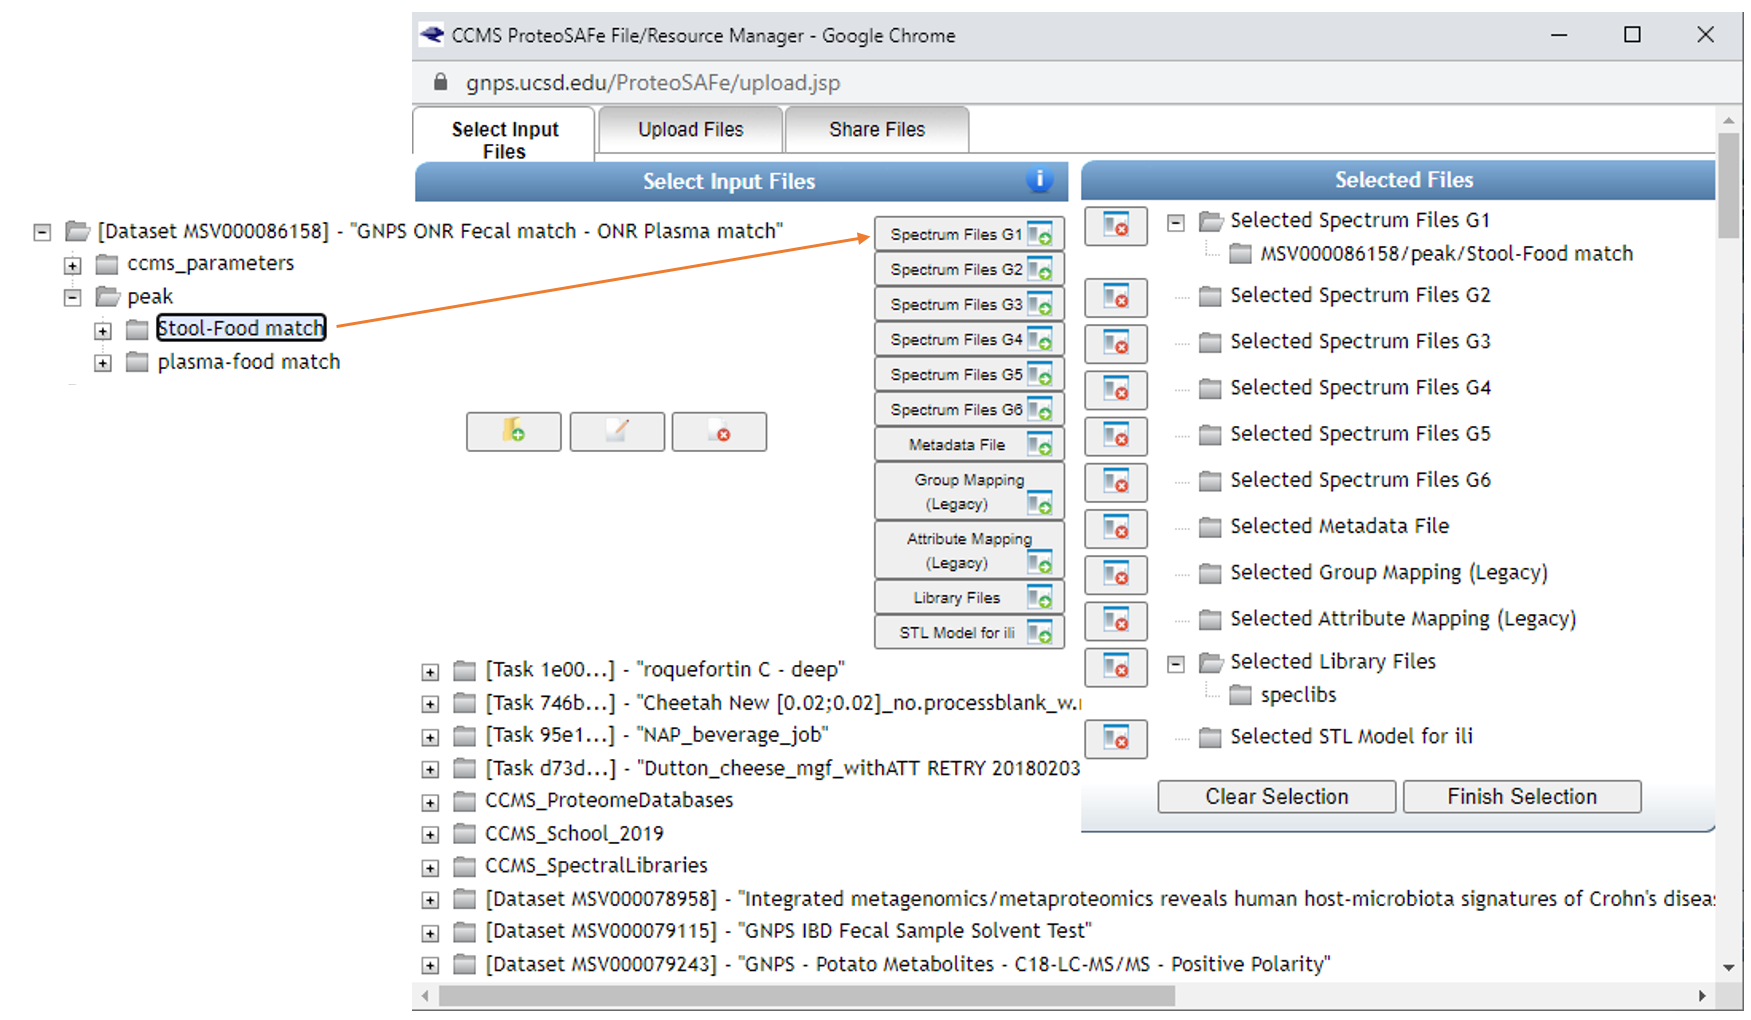 CCMS ProteoSAFe File/Resource Manager - Google Chrome
gnps.ucsd.edu/ProteoSAFe/upload.jsp
Select Input
Files
Upload Files
Share Files
Select Input Files
[Dataset MSV000086158] - "GNPS ONR Fecal match - ONR Plasma match"
ccms_parameters
peak
Stool-Food match
plasma-food match
Spectrum Files G1
Spectrum Files G2
Spectrum Files G3
Spectrum Files G4
Spectrum Files G5
Spectrum Files G6
Metadata File
Group Mapping
(Legacy)
Attribute Mapping
(Legacy)
Library Files
STL Model for ili
[Task 1e00...] - "roquefortin C - deep"
[Task 746b...] - "Cheetah New [0.02;0.02]_no.processblank_w.
[Task 95e1...] - "NAP_beverage_job"
[Task d73d...] - "Dutton_cheese_mgf_withATT RETRY 20180203
CCMS_ProteomeDatabases
CCMS_School_2019
CCMS_SpectralLibraries
[Dataset MSV000078958] - "Integrated metagenomics/metaproteomics reveals human host-microbiota signatures of Crohn's diseas
[Dataset MSV000079115] - "GNPS IBD Fecal Sample Solvent Test"
[Dataset MSV000079243] - "GNPS - Potato Metabolites - C18-LC-MS/MS - Positive Polarity"
Selected Files
Selected Spectrum Files G1
MSV000086158/peak/Stool-Food match
Selected Spectrum Files G2
Selected Spectrum Files G3
Selected Spectrum Files G4
Selected Spectrum Files G5
Selected Spectrum Files G6
Selected Metadata File
Selected Group Mapping (Legacy)
Selected Attribute Mapping (Legacy)
Selected Library Files
speclibs
Selected STL Model for ili
Clear Selection
Finish Selection